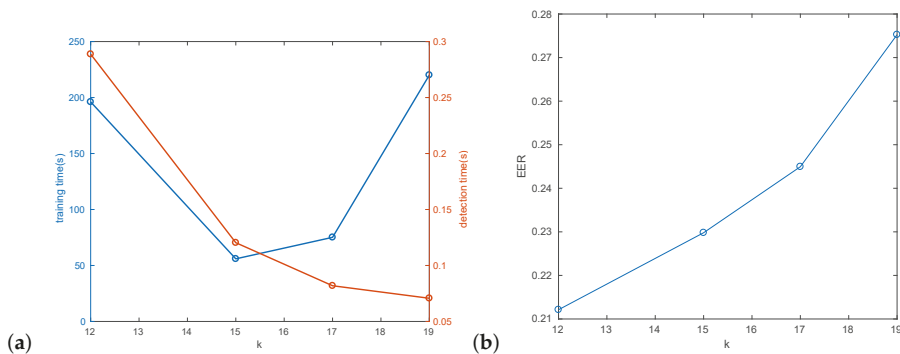 250
200
150
100
50
0
training time(s)
0.3
0.25
0.2
0.15
0.1
0.05
detection time(s)
12 13 14 15 16 17 18 19
k
(a)
0.28
0.27
0.26
0.25
0.24
0.23
0.22
0.21
EER
12 13 14 15 16 17 18 19
k
(b)